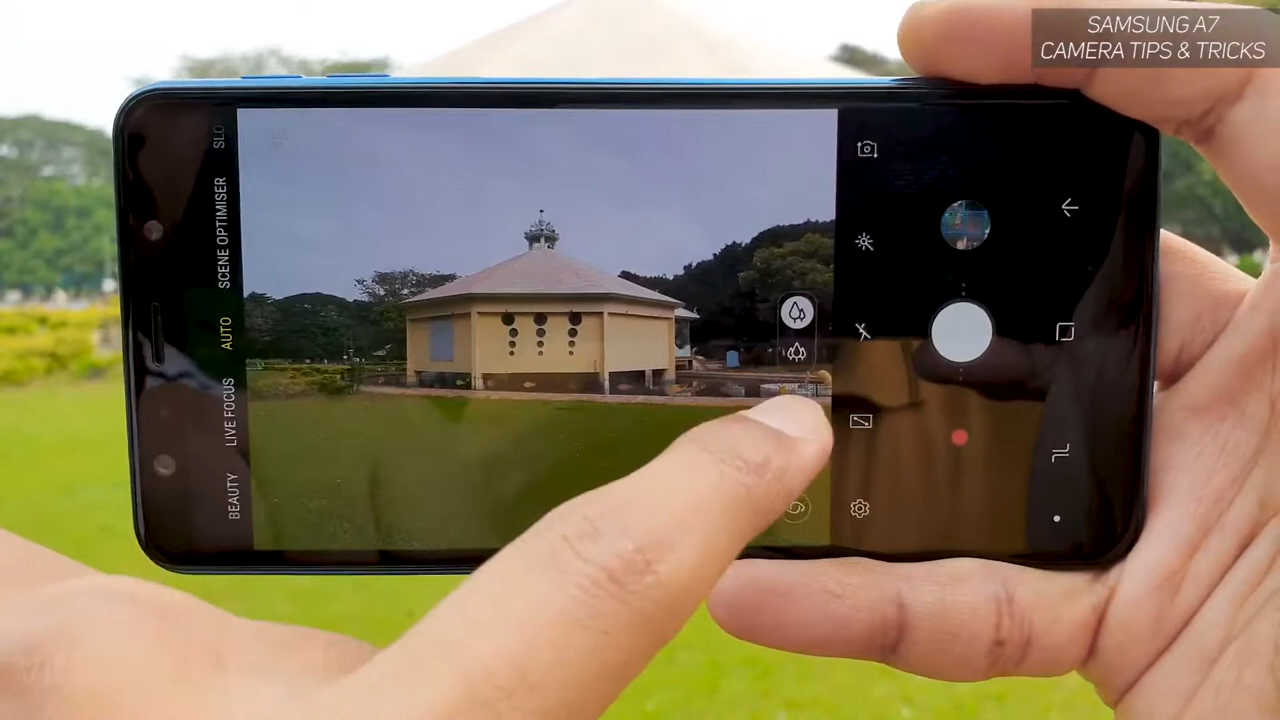 SAMSUNG A7
CAMERA TIPS & TRICKS
SLO
SCENE OPTIMISER
AUTO
LIVE FOCUS
BEAUTY